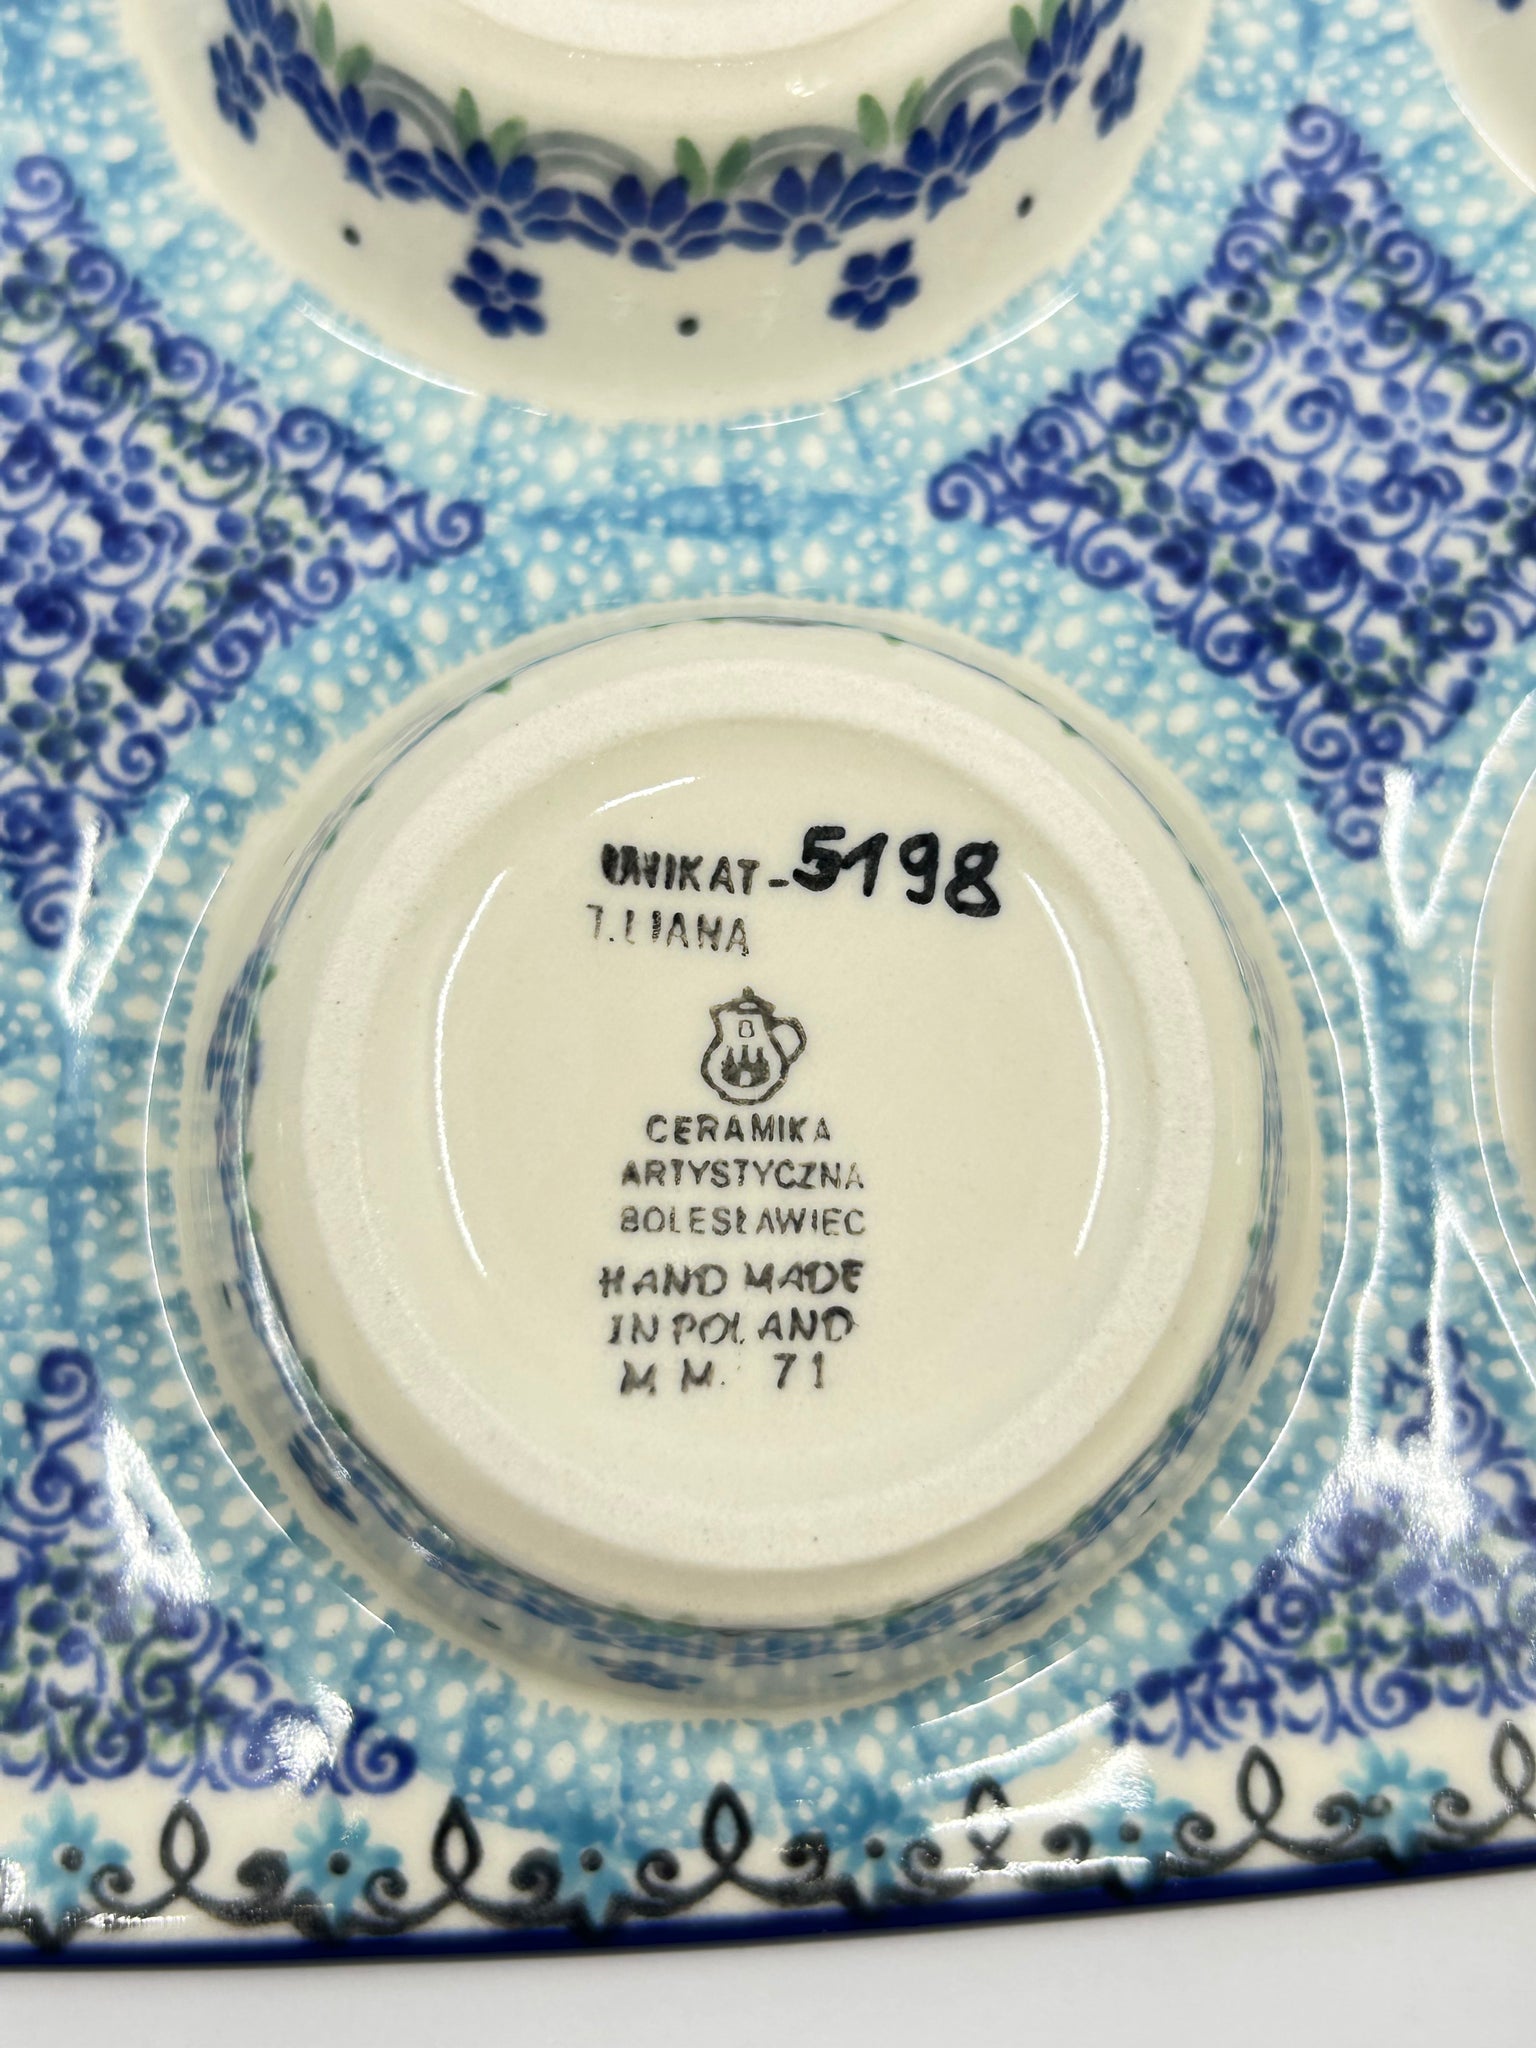 UNIKAT-5198
T.LIANA
B
CERAMIKA
ARTYSTYCZNA
BOLESŁAWIEC
HAND MADE
IN POLAND
M M. 71